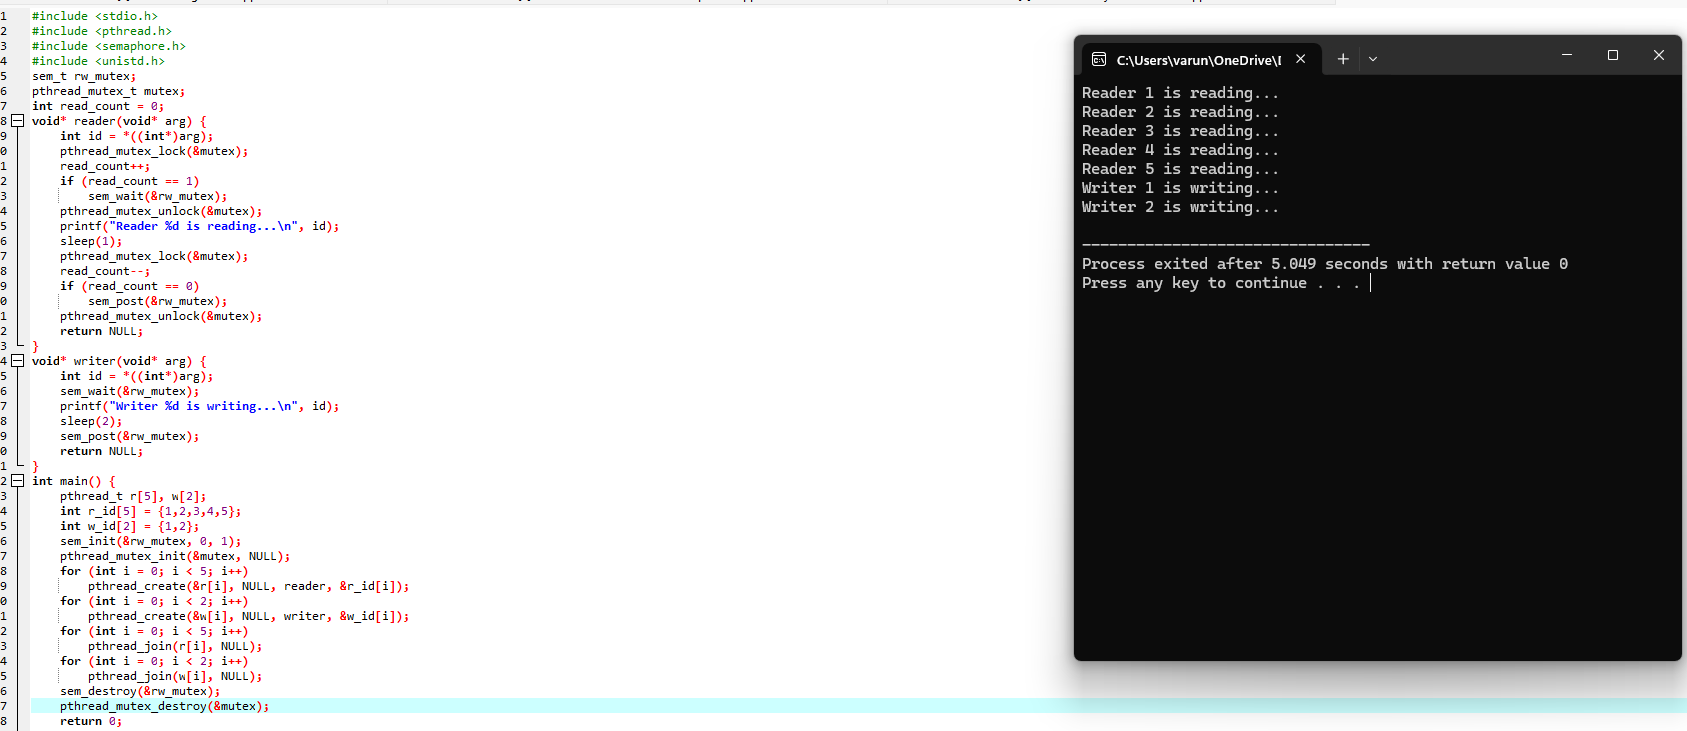 1 #include <stdio.h>
2 #include <pthread.h>
3 #include <semaphore.h>
4 #include <unistd.h>
5 sem_t rw_mutex;
6 pthread_mutex_t mutex;
7 int read_count = 0;
8 void* reader(void* arg) {
9 int id = *((int*)arg);
0 pthread_mutex_lock(&mutex);
1 read_count++;
2 if (read_count == 1)
3 sem_wait(&rw_mutex);
4 pthread_mutex_unlock(&mutex);
5 printf("Reader %d is reading...\n", id);
6 sleep(1);
7 pthread_mutex_lock(&mutex);
8 read_count--;
9 if (read_count == 0)
0 sem_post(&rw_mutex);
1 pthread_mutex_unlock(&mutex);
2 return NULL;
3 }
4 void* writer(void* arg) {
5 int id = *((int*)arg);
6 sem_wait(&rw_mutex);
7 printf("Writer %d is writing...\n", id);
8 sleep(2);
9 sem_post(&rw_mutex);
0 return NULL;
1 }
2 int main() {
3 pthread_t r[5], w[2];
4 int r_id[5] = {1,2,3,4,5};
5 int w_id[2] = {1,2};
6 sem_init(&rw_mutex, 0, 1);
7 pthread_mutex_init(&mutex, NULL);
8 for (int i = 0; i < 5; i++)
9 pthread_create(&r[i], NULL, reader, &r_id[i]);
0 for (int i = 0; i < 2; i++)
1 pthread_create(&w[i], NULL, writer, &w_id[i]);
2 for (int i = 0; i < 5; i++)
3 pthread_join(r[i], NULL);
4 for (int i = 0; i < 2; i++)
5 pthread_join(w[i], NULL);
6 sem_destroy(&rw_mutex);
7 pthread_mutex_destroy(&mutex);
8 return 0;
C:\Users\varun\OneDrive\
Reader 1 is reading...
Reader 2 is reading...
Reader 3 is reading...
Reader 4 is reading...
Reader 5 is reading...
Writer 1 is writing...
Writer 2 is writing...
--------------------------------
Process exited after 5.049 seconds with return value 0
Press any key to continue . . .